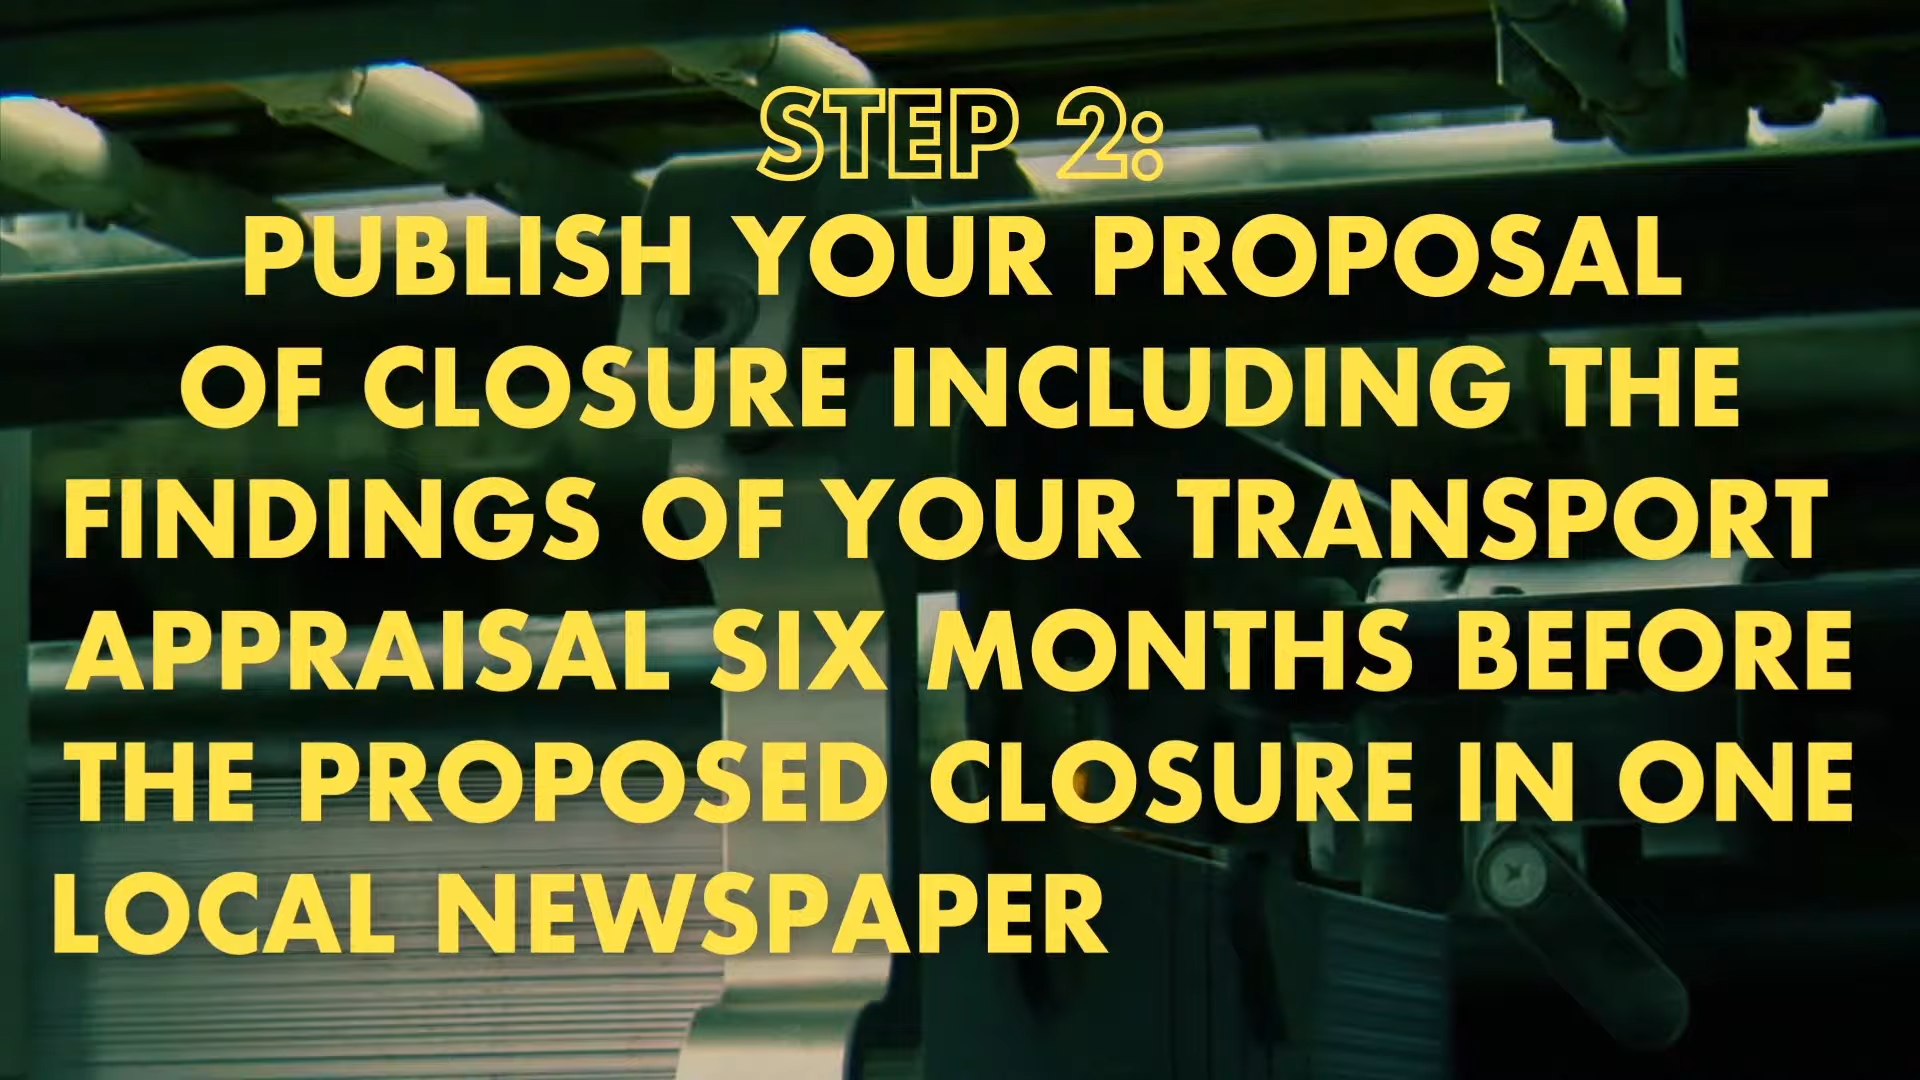 STEP 2:
PUBLISH YOUR PROPOSAL
OF CLOSURE INCLUDING THE
FINDINGS OF YOUR TRANSPORT
APPRAISAL SIX MONTHS BEFORE
THE PROPOSED CLOSURE IN ONE
LOCAL NEWSPAPER